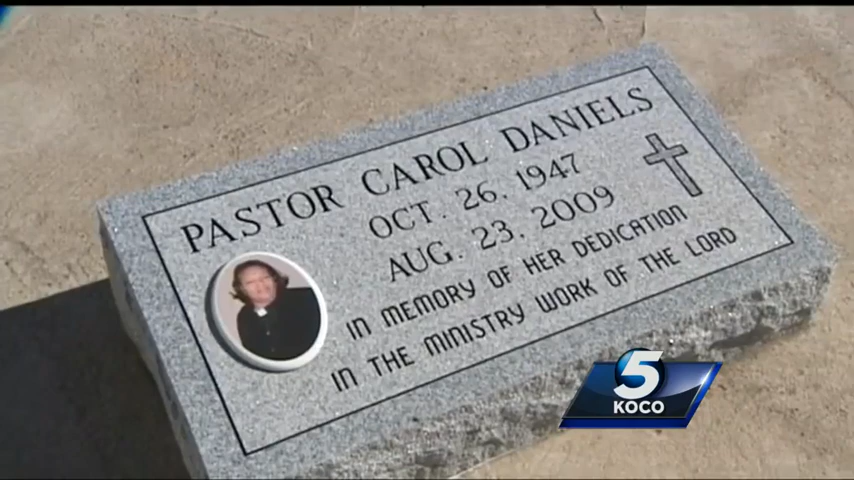 PASTOR CAROL DANIELS
OCT. 26. 1947
AUG. 23. 2009
IN MEMORY OF HER DEDICATION
IN THE MINISTRY WORK OF THE LORD
5
KOCO